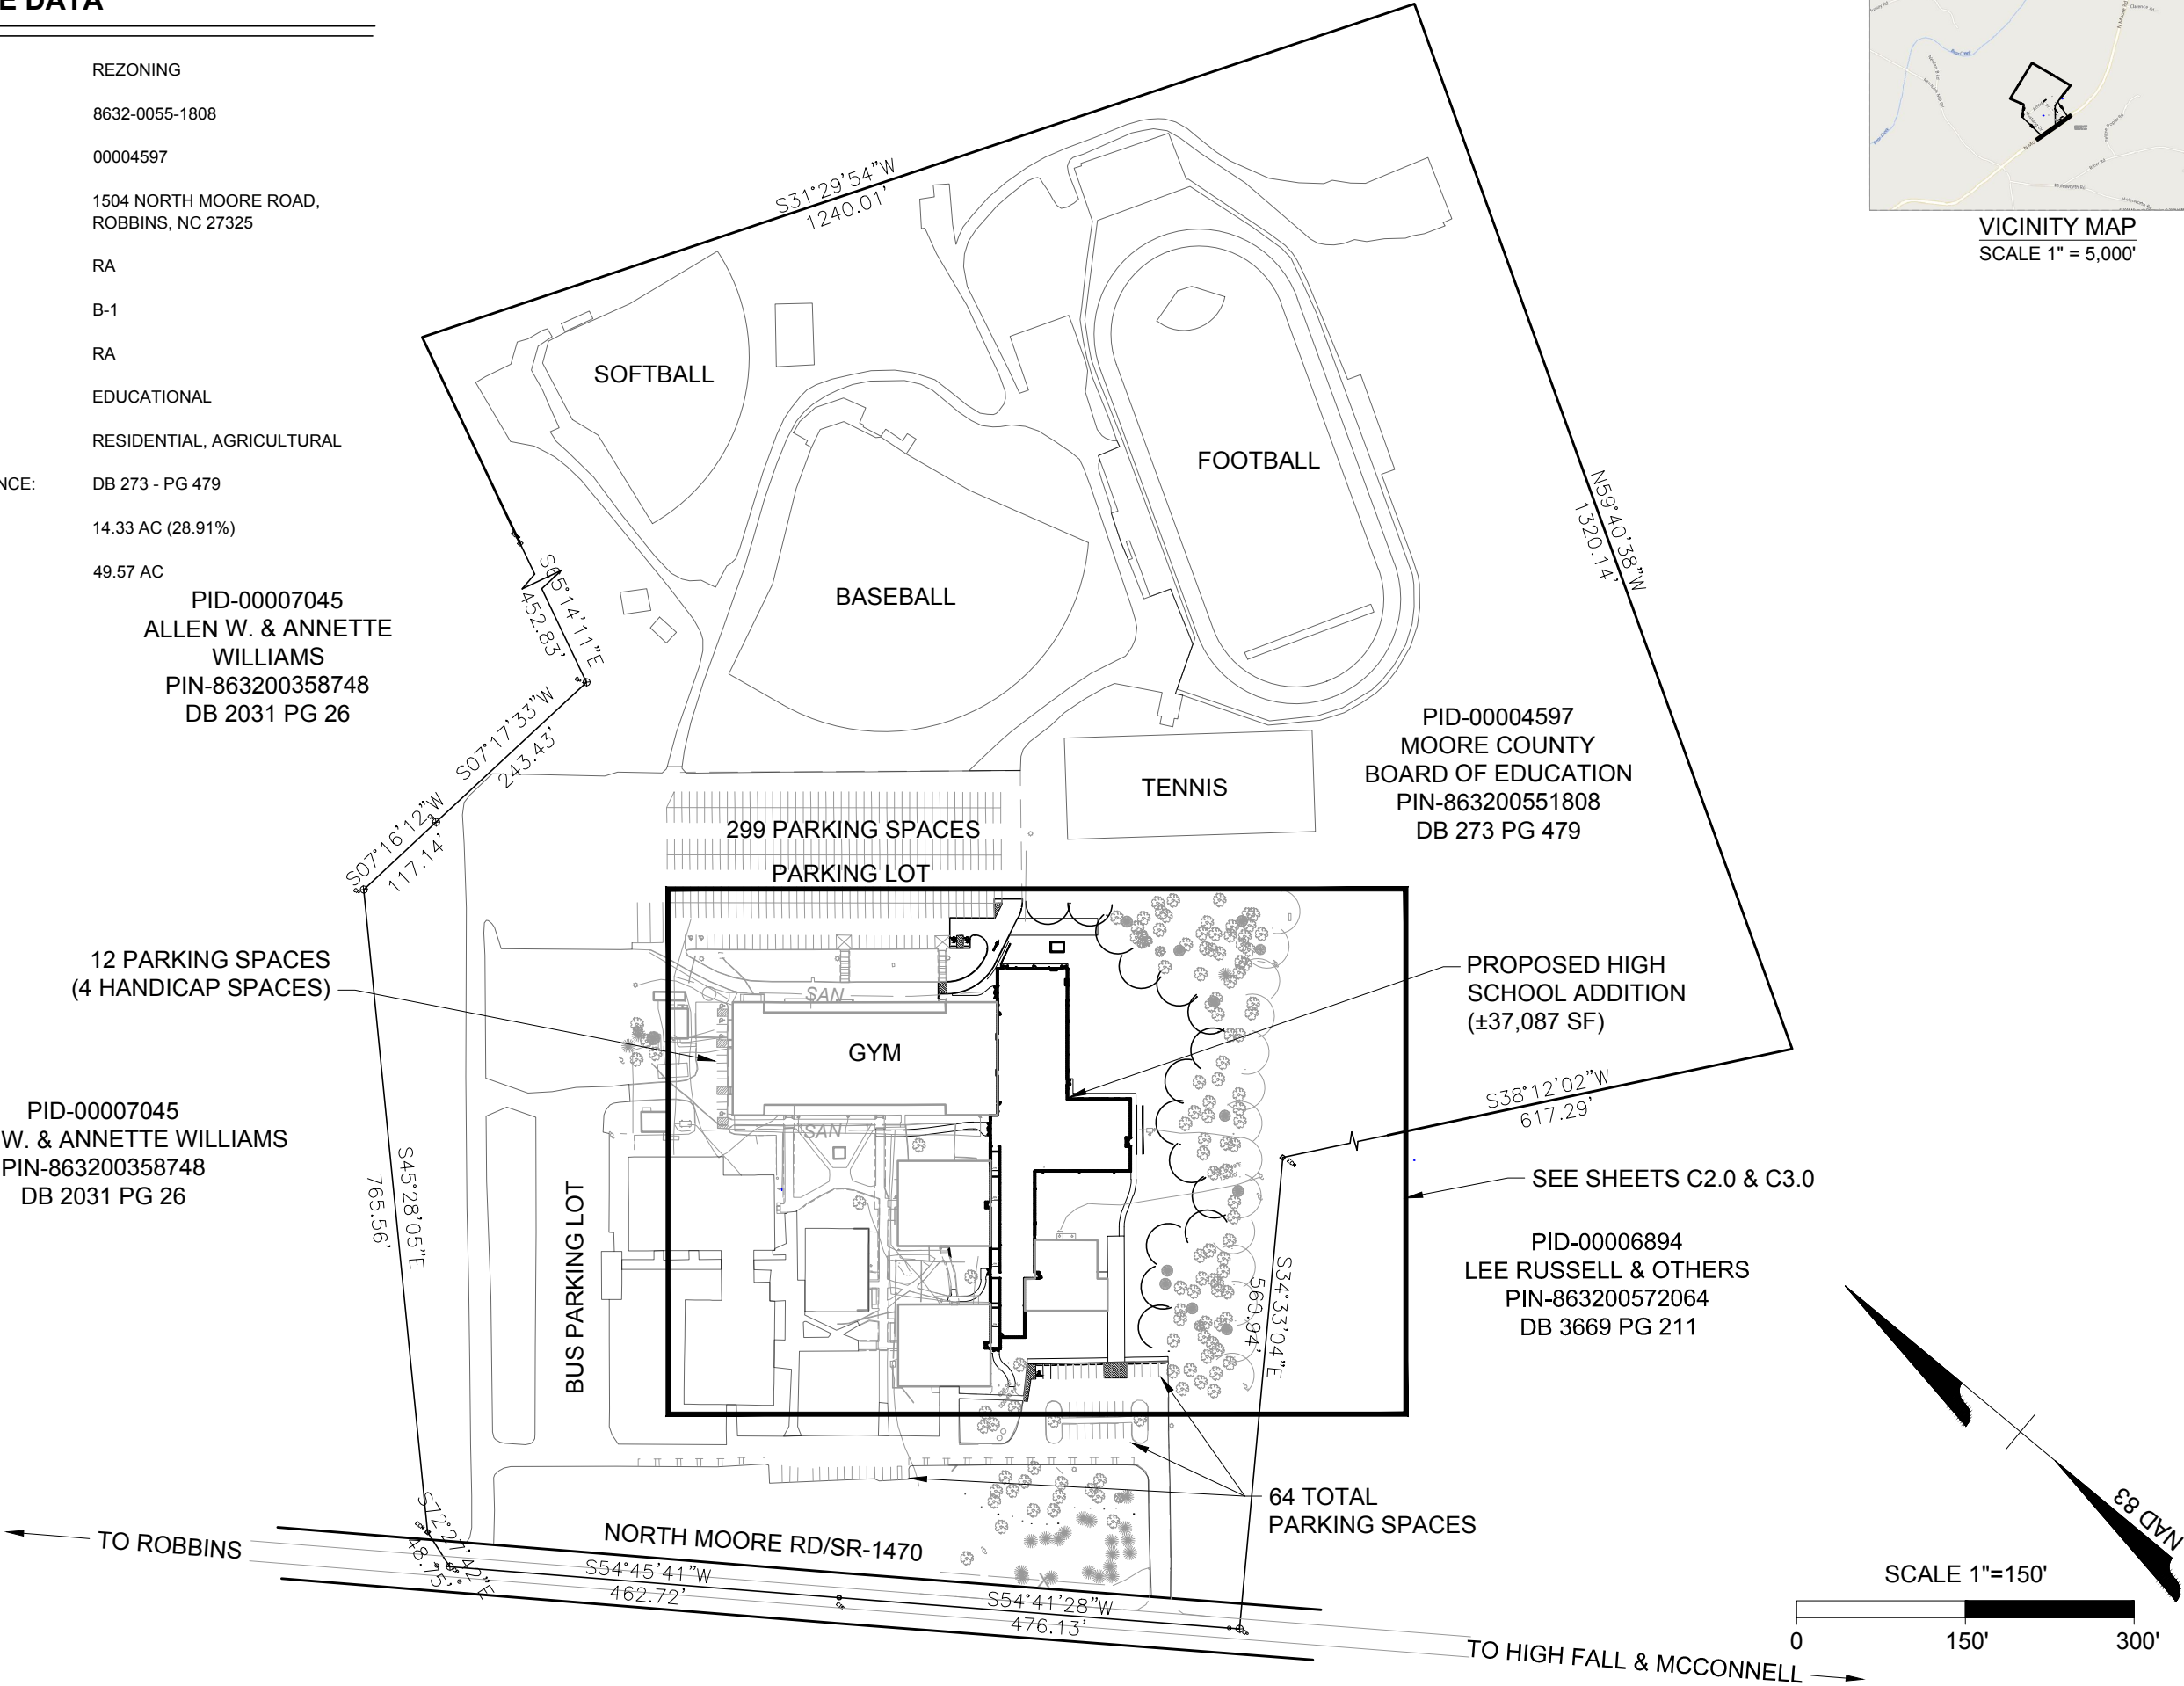 E DATA
REZONING
8632-0055-1808
00004597
1504 NORTH MOORE ROAD,
ROBBINS, NC 27325
RA
B-1
RA
EDUCATIONAL
RESIDENTIAL, AGRICULTURAL
NCE: DB 273 - PG 479
14.33 AC (28.91%)
49.57 AC
VICINITY MAP
SCALE 1" = 5,000'
S31°29'54"W
1240.01'
N59°40'38"W
1320.14'
SOFTBALL
FOOTBALL
BASEBALL
TENNIS
PID-00007045
ALLEN W. & ANNETTE
WILLIAMS
PIN-863200358748
DB 2031 PG 26
S65°14'11"E
452.83'
S07°17'33"W
243.43'
S07°16'12"W
117.14'
PID-00004597
MOORE COUNTY
BOARD OF EDUCATION
PIN-863200551808
DB 273 PG 479
299 PARKING SPACES
PARKING LOT
12 PARKING SPACES
(4 HANDICAP SPACES)
SAN
GYM
SAN
PROPOSED HIGH
SCHOOL ADDITION
(±37,087 SF)
S38°12'02"W
617.29'
PID-00007045
W. & ANNETTE WILLIAMS
PIN-863200358748
DB 2031 PG 26
S45°28'05"E
765.56'
BUS PARKING LOT
SEE SHEETS C2.0 & C3.0
PID-00006894
LEE RUSSELL & OTHERS
PIN-863200572064
DB 3669 PG 211
S34°33'04"E
560.94'
64 TOTAL
PARKING SPACES
S72°27'42"E
48.75'
TO ROBBINS
NORTH MOORE RD/SR-1470
S54°45'41"W
462.72'
S54°41'28"W
476.13'
TO HIGH FALL & MCCONNELL
NAD 83
SCALE 1"=150'
0 150' 300'